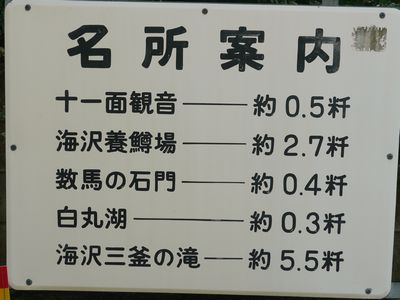 名所案内
十一面観音――約 0.5粁
海沢養鱒場――約 2.7粁
数馬の石門――約 0.4粁
白丸湖――約 0.3粁
海沢三釜の滝――約 5.5粁